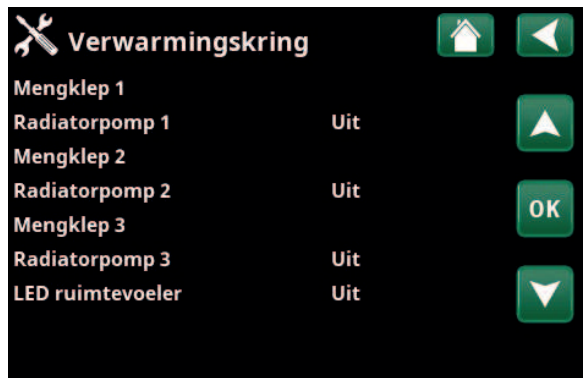 Verwarmingskring
Mengklep 1
Radiatorpomp 1 Uit
Mengklep 2
Radiatorpomp 2 Uit
OK
Mengklep 3
Radiatorpomp 3 Uit
LED ruimtevoeler Uit